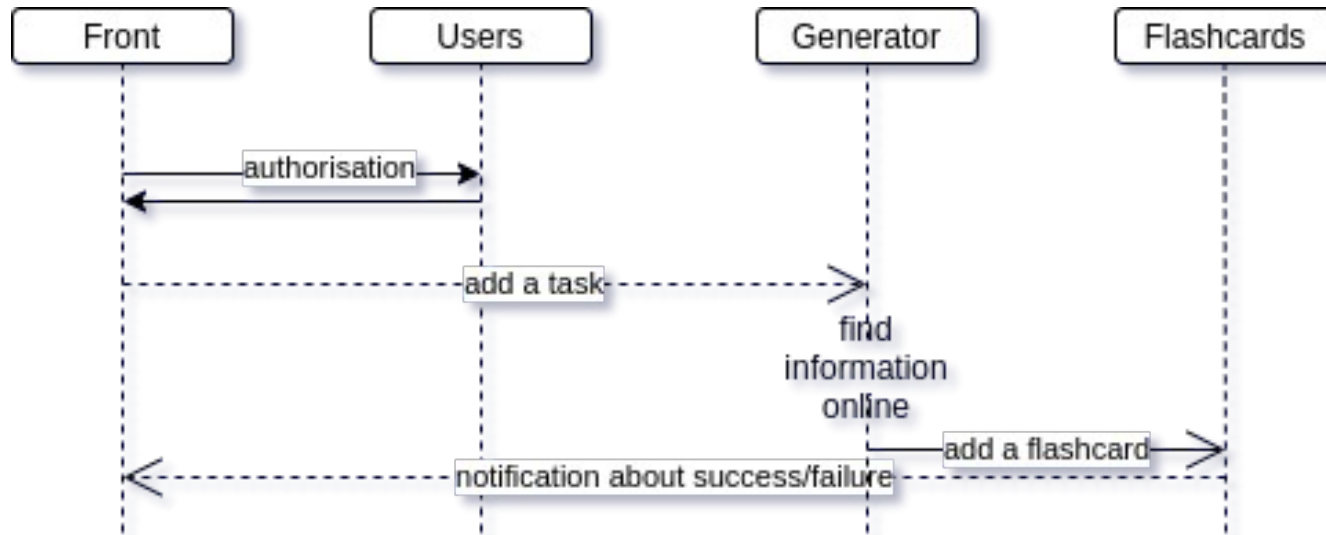 Front
Users
Generator
Flashcards
authorisation
add a task
find
information
online
add a flashcard
notification about success/failure